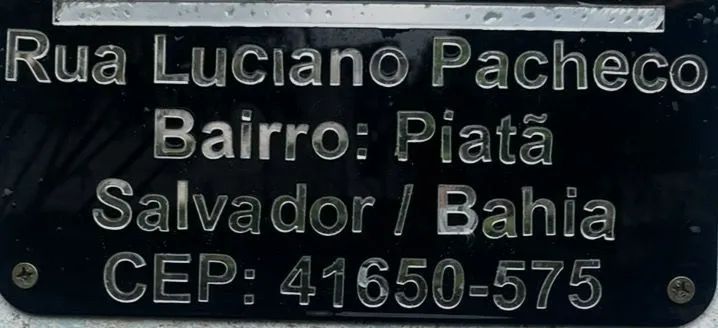 Rua Luciano Pacheco
Bairro: Piatã
Salvador / Bahia
CEP: 41650-575